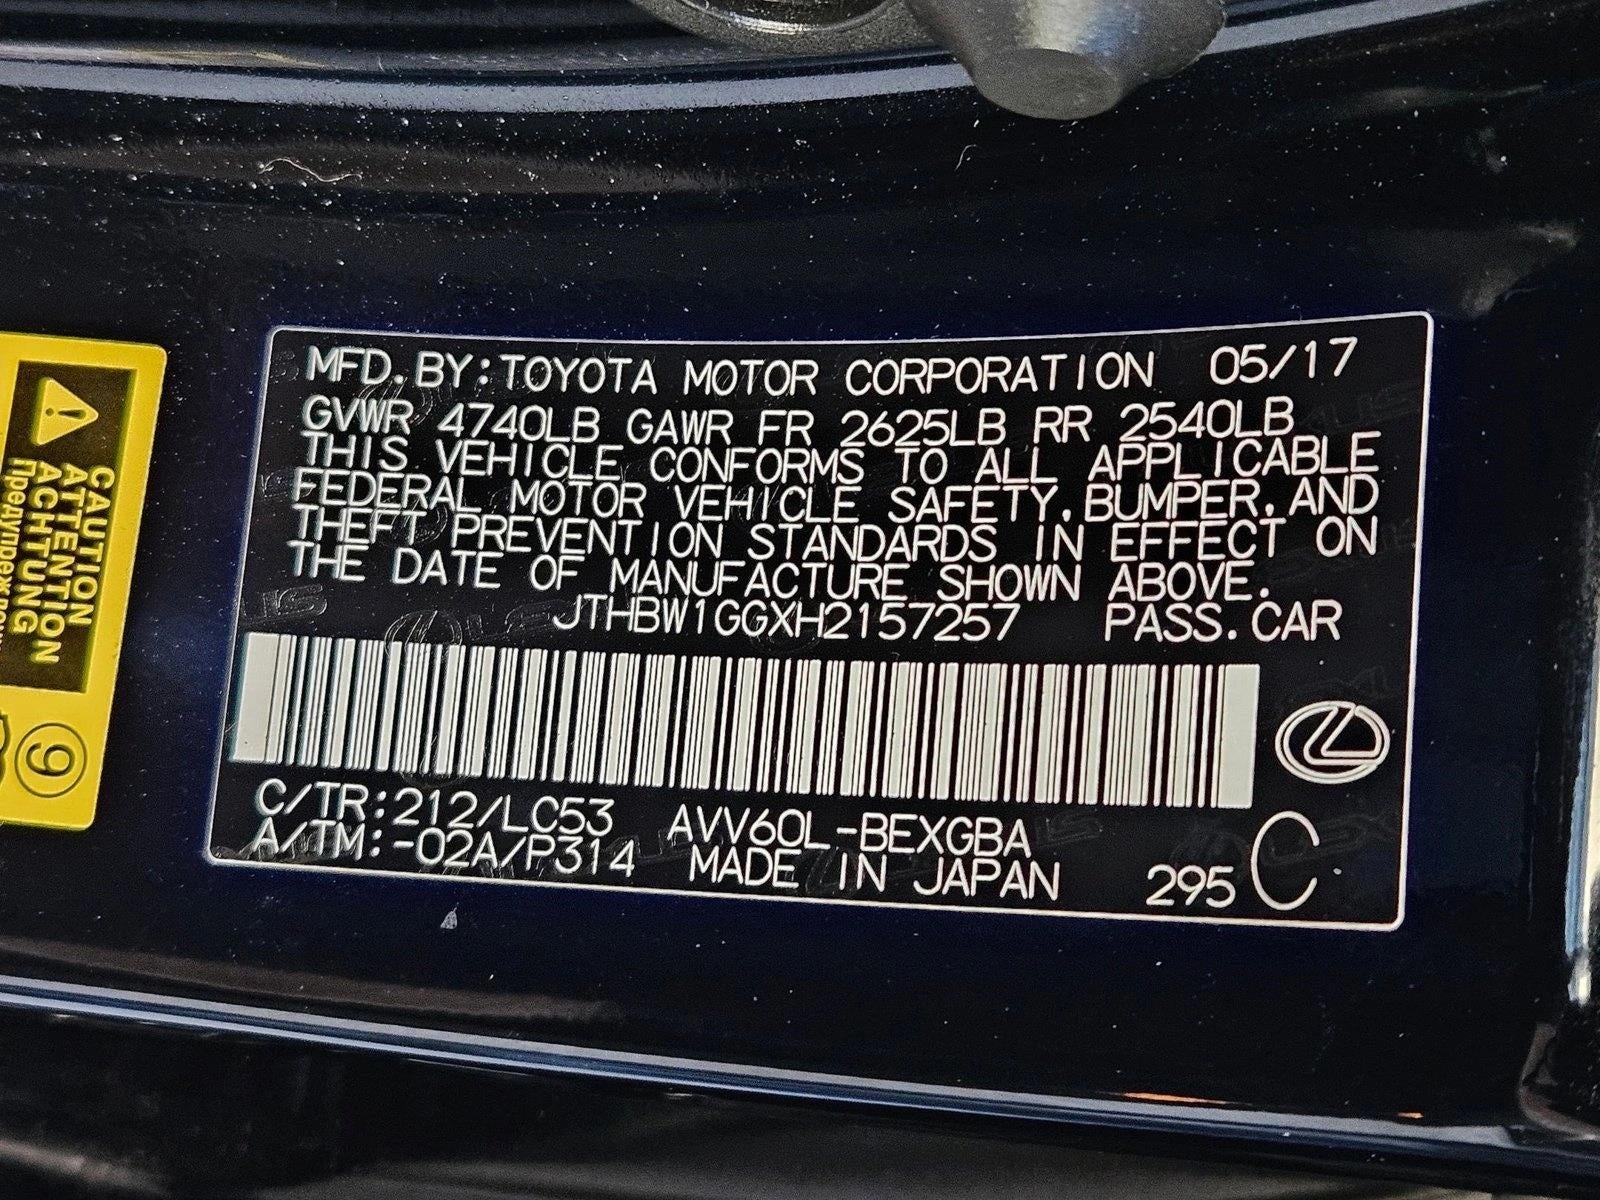 MFD. BY: TOYOTA MOTOR CORPORATION 05/17
GVWR 4740LB GAWR FR 2625LB RR 2540LB
THIS VEHICLE CONFORMS TO ALL APPLICABLE
FEDERAL MOTOR VEHICLE SAFETY, BUMPER, AND
THEFT PREVENTION STANDARDS IN EFFECT ON
THE DATE OF MANUFACTURE SHOWN ABOVE.
JTHBW1GGXH2157257 PASS. CAR
C/TR: 212/LC53 AVV60L-BEXGBA
A/TM: -02A/P314 MADE IN JAPAN 295 C
CAUTION
ATTENTION
ACHTUNG
9